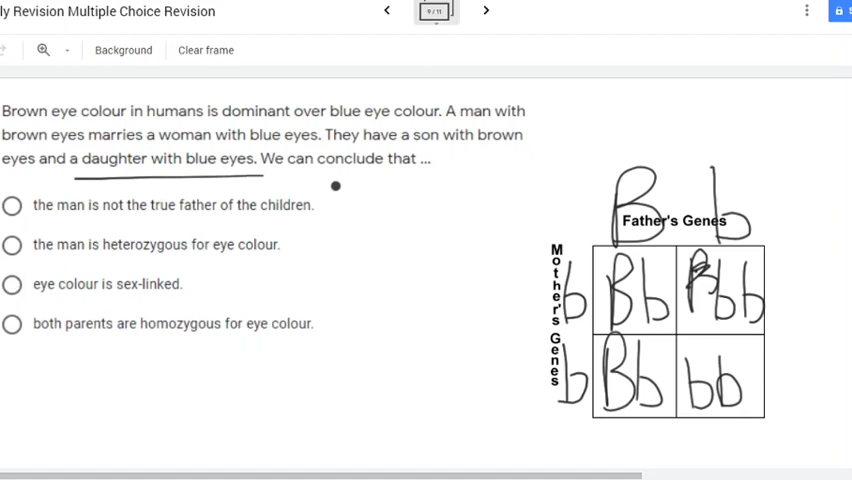 ly Revision Multiple Choice Revision
9 / 11
Background
Clear frame
Brown eye colour in humans is dominant over blue eye colour. A man with
brown eyes marries a woman with blue eyes. They have a son with brown
eyes and a daughter with blue eyes. We can conclude that ...
the man is not the true father of the children.
the man is heterozygous for eye colour.
eye colour is sex-linked.
both parents are homozygous for eye colour.
B b
Father's Genes
Mother's Genes
b Bb bb
b Bb bb